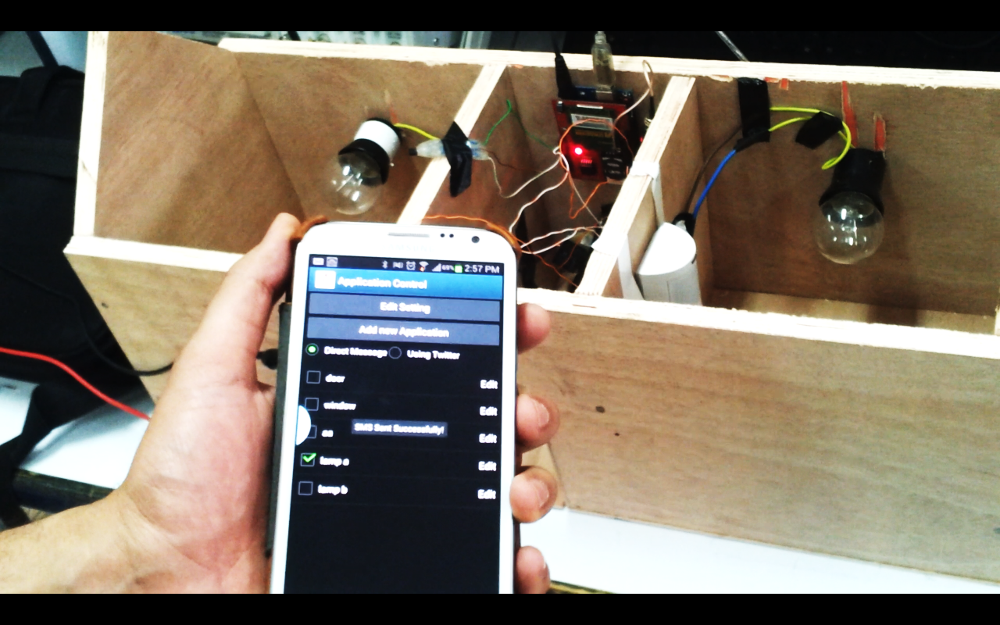 2:57 PM
Application Control
Edit Setting
Add new Application
Direct Message Using Twitter
door Edit
window Edit
aa Edit
SMS Sent Successfully!
lamp a Edit
lamp b Edit